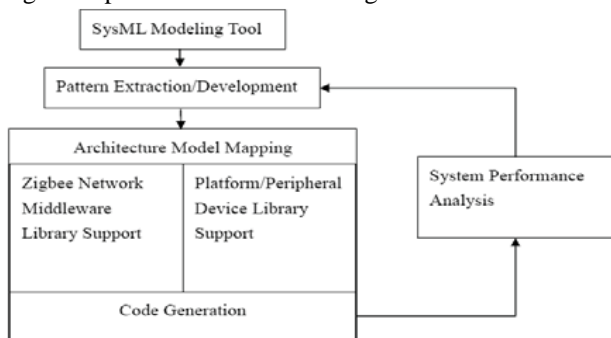 SysML Modeling Tool
Pattern Extraction/Development
Architecture Model Mapping
Zigbee Network
Middleware
Library Support
Platform/Peripheral
Device Library
Support
System Performance
Analysis
Code Generation